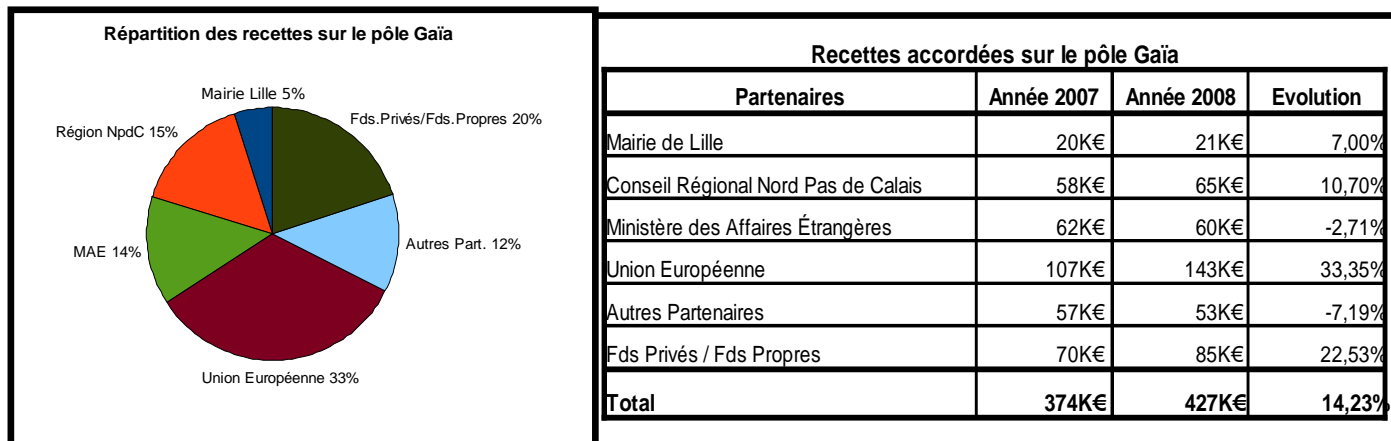 Répartition des recettes sur le pôle Gaïa
Mairie Lille 5%
Fds.Privés/Fds.Propres 20%
Région NpdC 15%
Autres Part. 12%
MAE 14%
Union Européenne 33%
Recettes accordées sur le pôle Gaïa
Partenaires Année 2007 Année 2008 Evolution
Mairie de Lille 20K€ 21K€ 7,00%
Conseil Régional Nord Pas de Calais 58K€ 65K€ 10,70%
Ministère des Affaires Étrangères 62K€ 60K€ -2,71%
Union Européenne 107K€ 143K€ 33,35%
Autres Partenaires 57K€ 53K€ -7,19%
Fds Privés / Fds Propres 70K€ 85K€ 22,53%
Total 374K€ 427K€ 14,23%